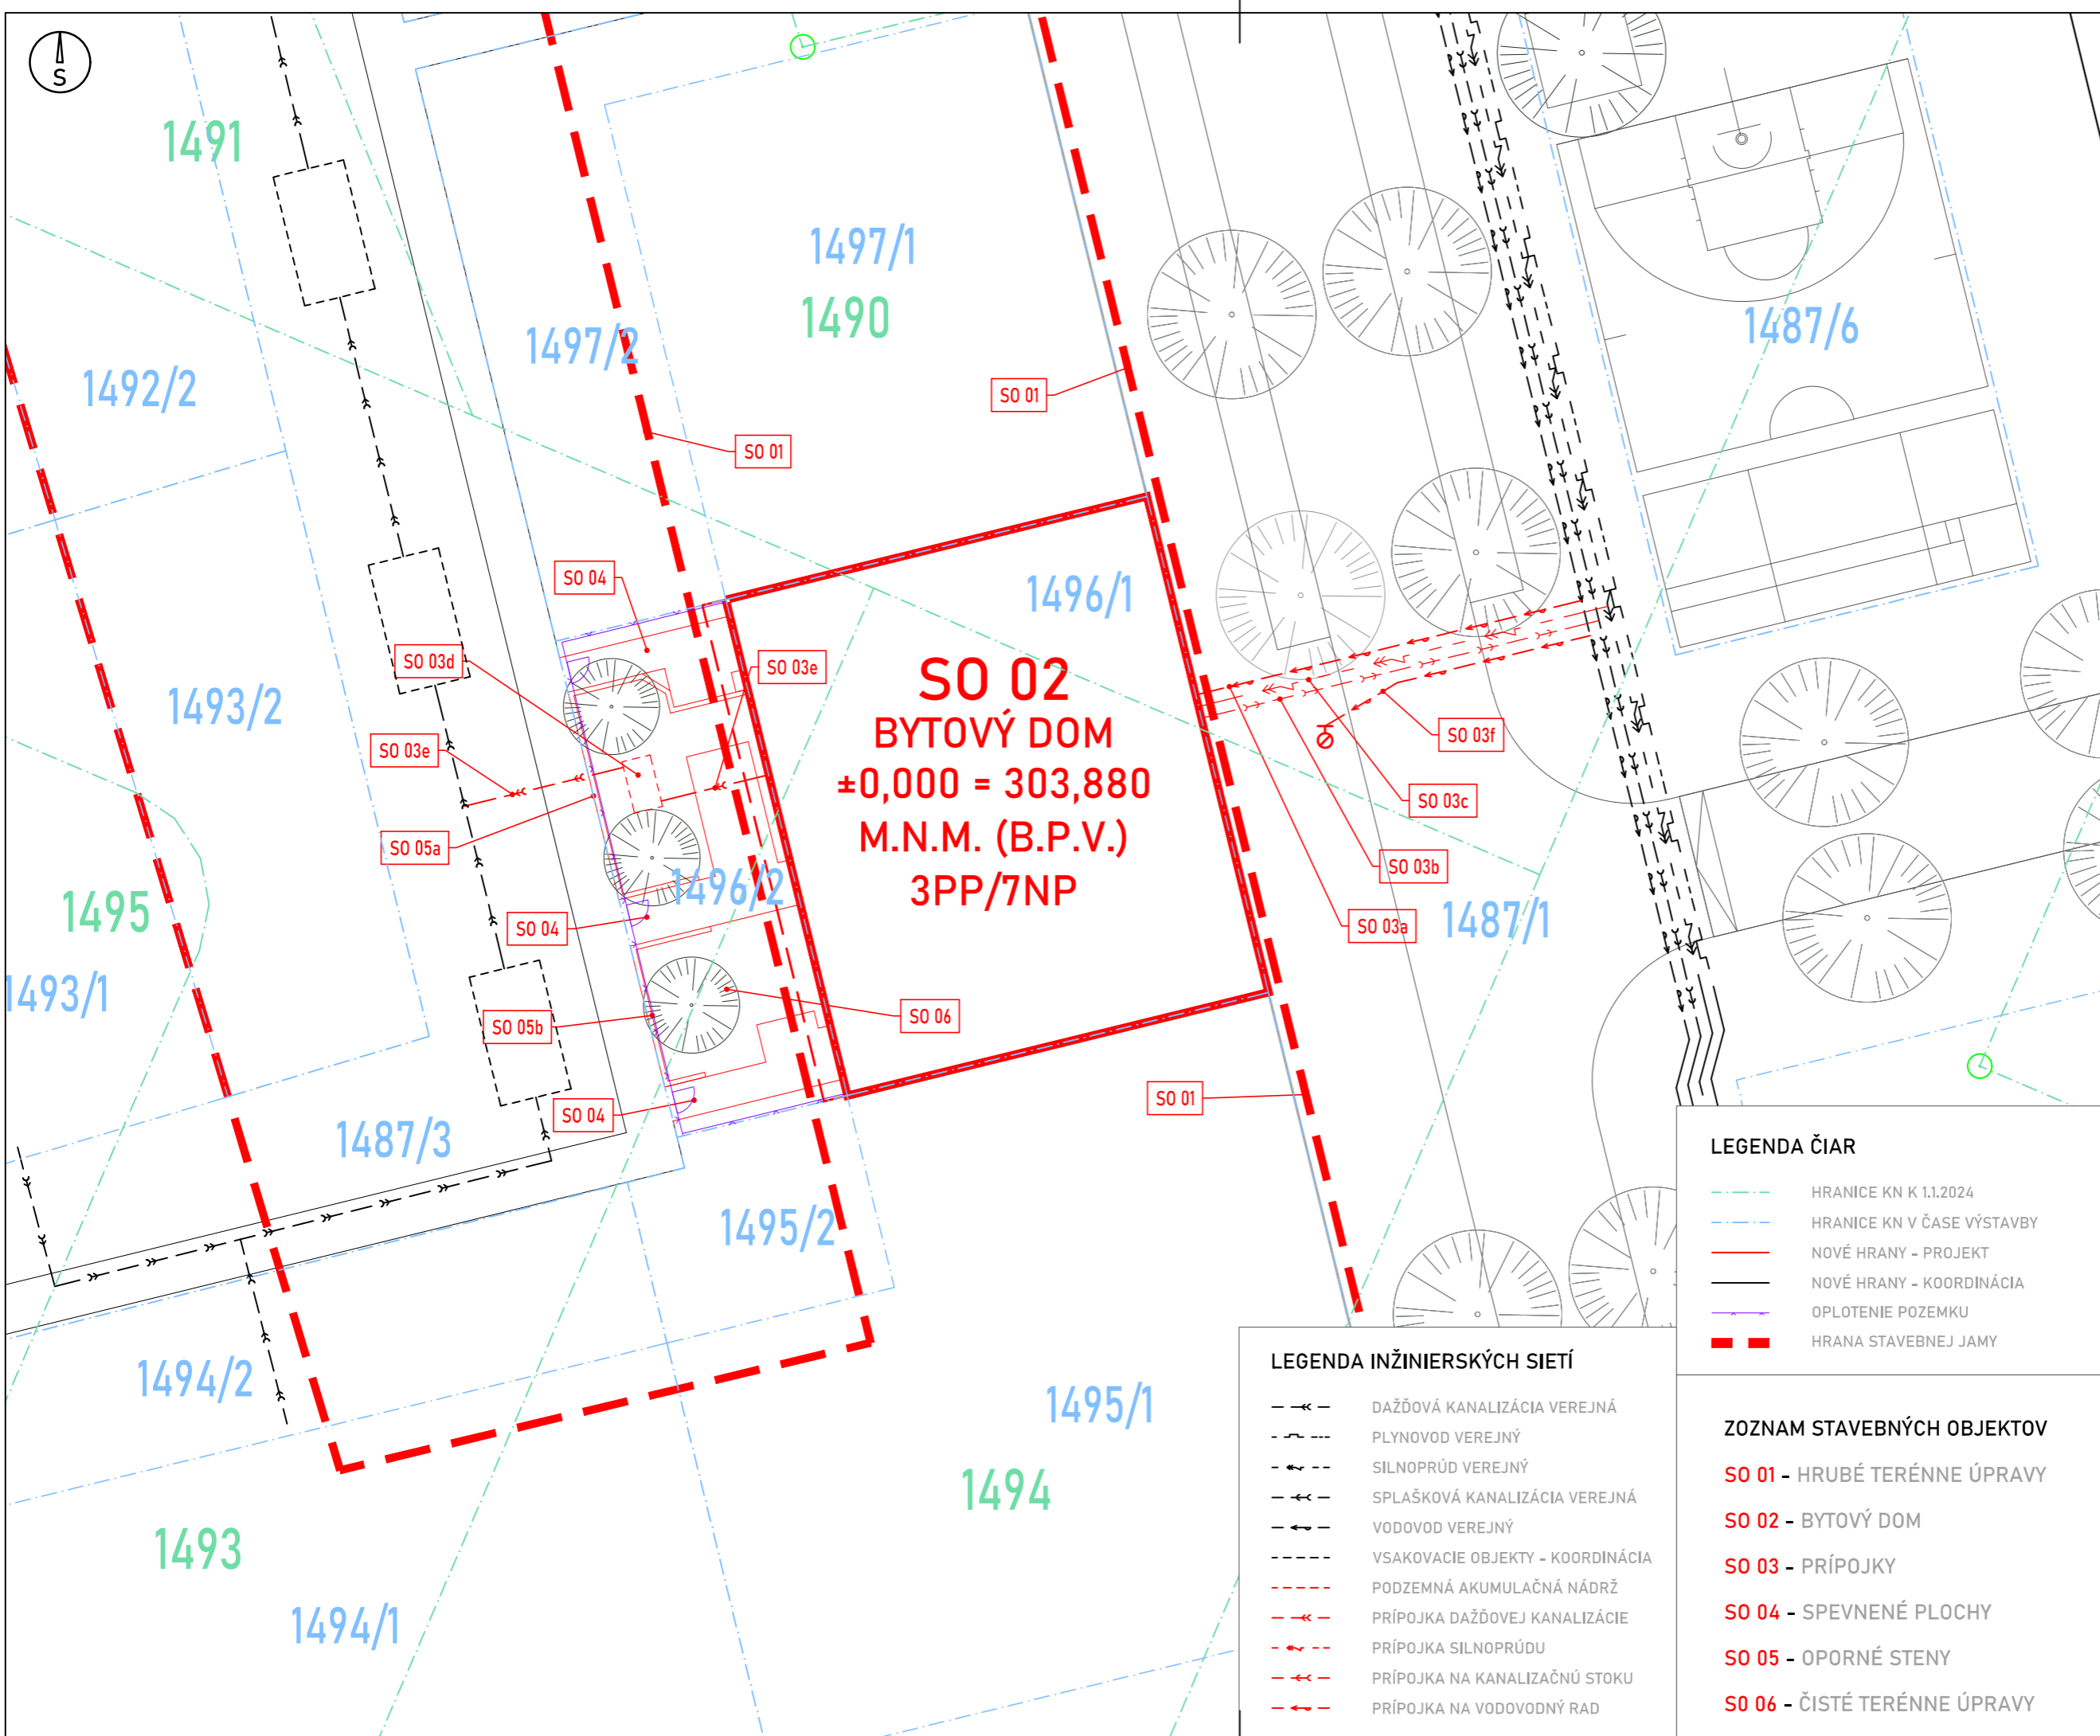 S
1491
1497/1
1490
1497/2
1487/6
1492/2
SO 01
SO 01
SO 04
1496/1
SO 03d
SO 03e
SO 02
BYTOVÝ DOM
±0,000 = 303,880
M.N.M. (B.P.V.)
3PP/7NP
1493/2
SO 03e
SO 03f
SO 03c
SO 05a
SO 03b
1496/2
1495
SO 04
SO 03a
1487/1
1493/1
SO 05b
SO 06
SO 04
SO 01
1487/3
1495/2
1494/2
1495/1
1494
1493
1494/1
LEGENDA ČIAR
HRANICE KN K 1.1.2024
HRANICE KN V ČASE VÝSTAVBY
NOVÉ HRANY - PROJEKT
NOVÉ HRANY - KOORDINÁCIA
OPLOTENIE POZEMKU
HRANA STAVEBNEJ JAMY
LEGENDA INŽINIERSKÝCH SIETÍ
DAŽĎOVÁ KANALIZÁCIA VEREJNÁ
PLYNOVOD VEREJNÝ
SILNOPRÚD VEREJNÝ
SPLAŠKOVÁ KANALIZÁCIA VEREJNÁ
VODOVOD VEREJNÝ
VSAKOVACIE OBJEKTY - KOORDINÁCIA
PODZEMNÁ AKUMULAČNÁ NÁDRŽ
PRÍPOJKA DAŽĎOVEJ KANALIZÁCIE
PRÍPOJKA SILNOPRÚDU
PRÍPOJKA NA KANALIZAČNÚ STOKU
PRÍPOJKA NA VODOVODNÝ RAD
ZOZNAM STAVEBNÝCH OBJEKTOV
SO 01 - HRUBÉ TERÉNNE ÚPRAVY
SO 02 - BYTOVÝ DOM
SO 03 - PRÍPOJKY
SO 04 - SPEVNENÉ PLOCHY
SO 05 - OPORNÉ STENY
SO 06 - ČISTÉ TERÉNNE ÚPRAVY